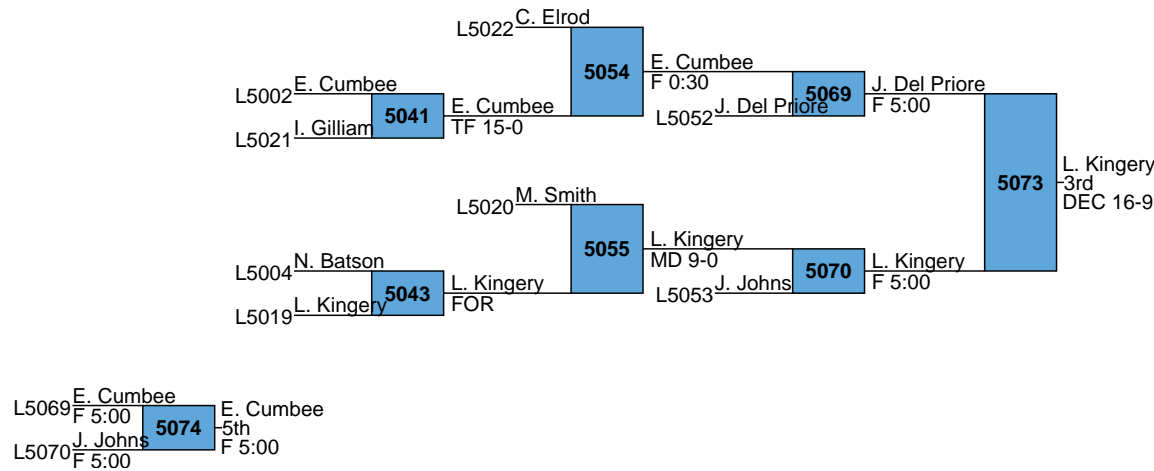 C. Elrod
L5022
5054
E. Cumbee
F 0:30
E. Cumbee
L5002
5041
I. Gilliam
L5021
E. Cumbee
TF 15-0
J. Del Priore
L5052
5069
J. Del Priore
F 5:00
M. Smith
L5020
5055
L. Kingery
MD 9-0
N. Batson
L5004
5043
L. Kingery
L5019
L. Kingery
FOR
J. Johns
L5053
5070
L. Kingery
F 5:00
5073
L. Kingery
3rd
DEC 16-9
E. Cumbee
L5069
F 5:00
5074
J. Johns
L5070
F 5:00
E. Cumbee
5th
F 5:00